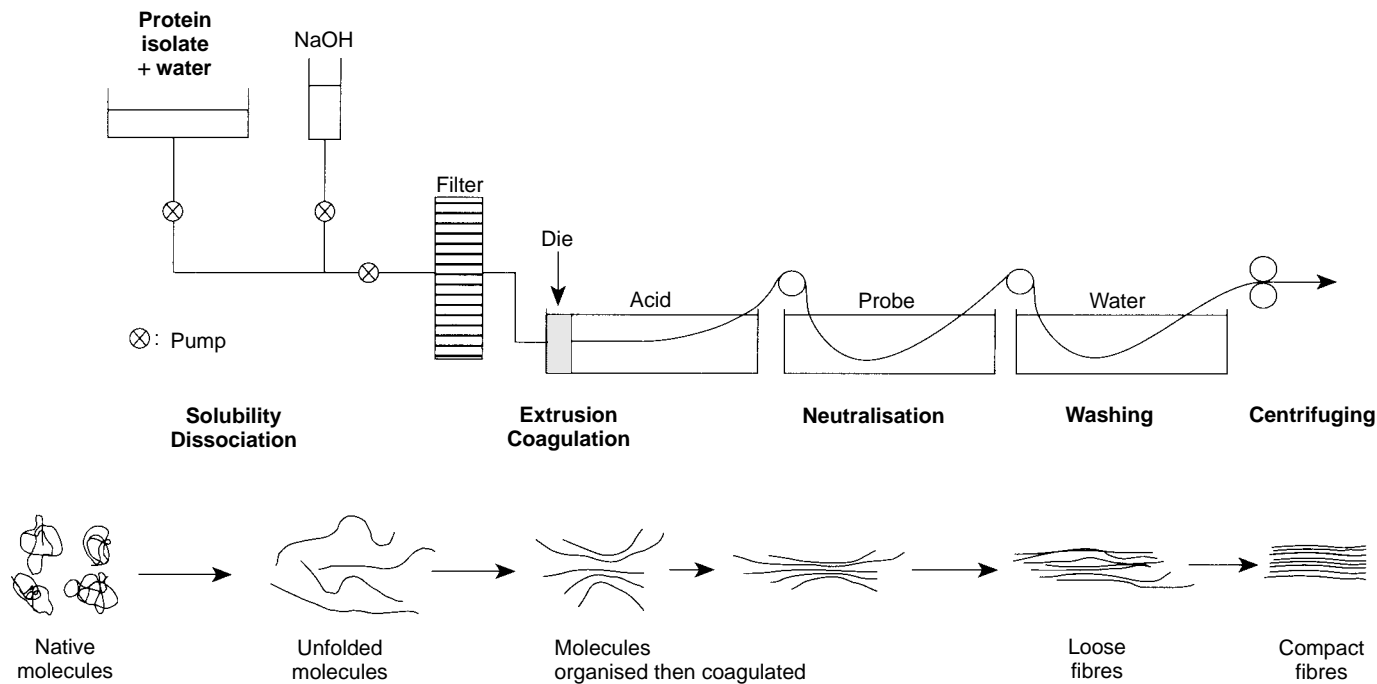 Protein
isolate
+ water
NaOH
Filter
Die
Acid
Probe
Water
: Pump
Solubility
Dissociation
Extrusion
Coagulation
Neutralisation
Washing
Centrifuging
Native
molecules
Unfolded
molecules
Molecules
organised then coagulated
Loose
fibres
Compact
fibres